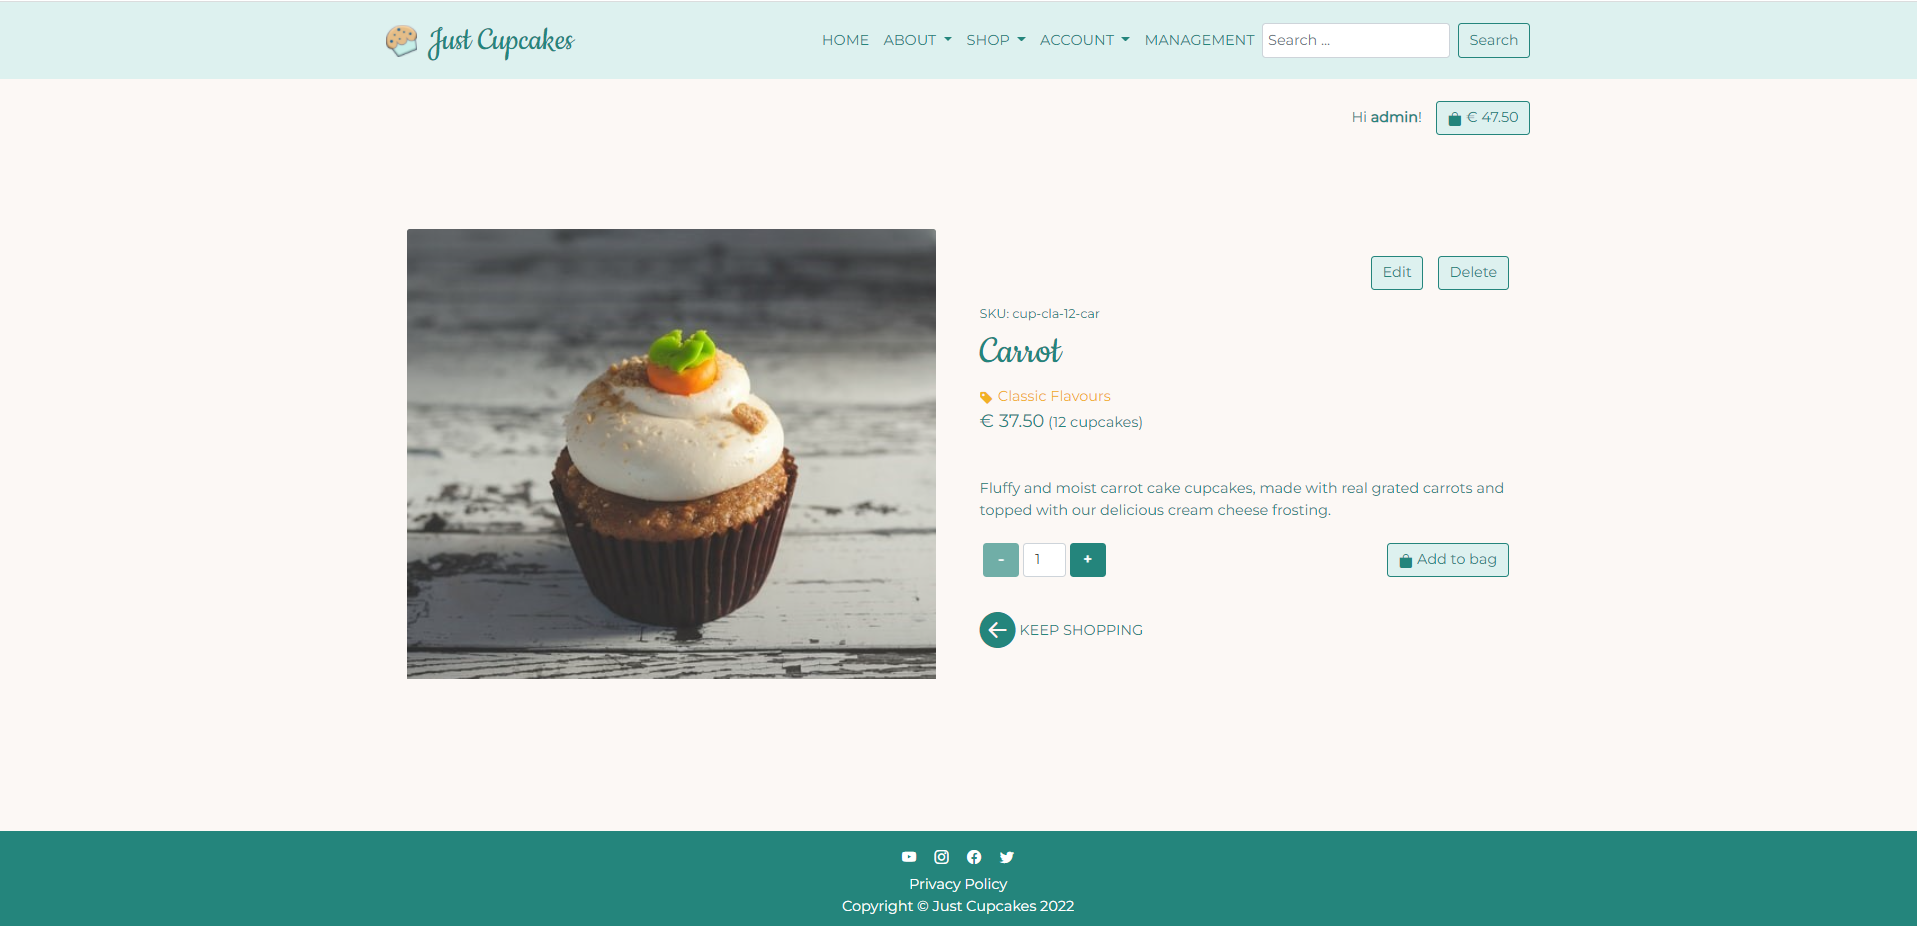 Just Cupcakes
HOME ABOUT SHOP ACCOUNT MANAGEMENT Search ... Search
Hi admin! € 47.50
Edit Delete
SKU: cup-cla-12-car
Carrot
Classic Flavours
€ 37.50 (12 cupcakes)
Fluffy and moist carrot cake cupcakes, made with real grated carrots and
topped with our delicious cream cheese frosting.
- 1 + Add to bag
KEEP SHOPPING
Privacy Policy
Copyright © Just Cupcakes 2022